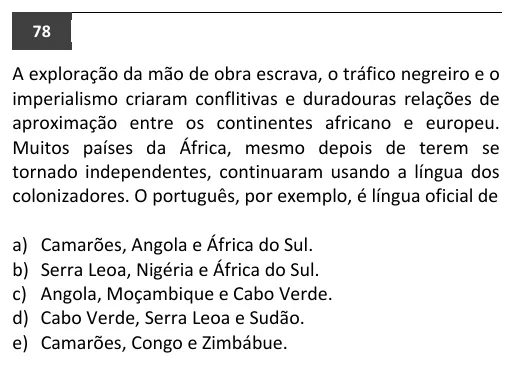 78
A exploração da mão de obra escrava, o tráfico negreiro e o
imperialismo criaram conflitivas e duradouras relações de
aproximação entre os continentes africano e europeu.
Muitos países da África, mesmo depois de terem se
tornado independentes, continuaram usando a língua dos
colonizadores. O português, por exemplo, é língua oficial de
a) Camarões, Angola e África do Sul.
b) Serra Leoa, Nigéria e África do Sul.
c) Angola, Moçambique e Cabo Verde.
d) Cabo Verde, Serra Leoa e Sudão.
e) Camarões, Congo e Zimbábue.